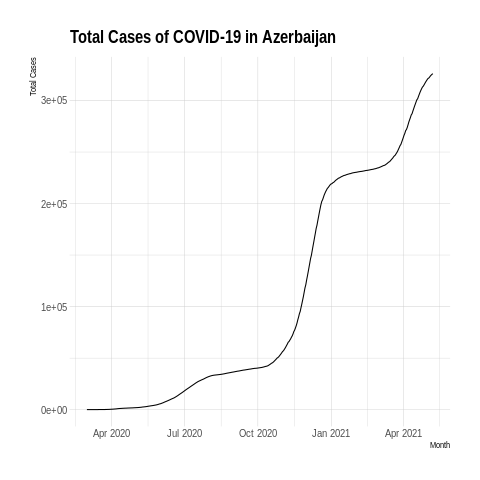 Total Cases of COVID-19 in Azerbaijan
Total Cases
3e+05
2e+05
1e+05
0e+00
Apr 2020 Jul 2020 Oct 2020 Jan 2021 Apr 2021
Month